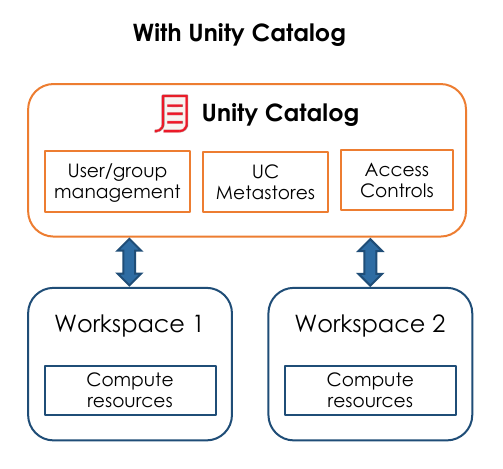 With Unity Catalog
Unity Catalog
User/group
management
UC
Metastores
Access
Controls
Workspace 1
Compute
resources
Workspace 2
Compute
resources